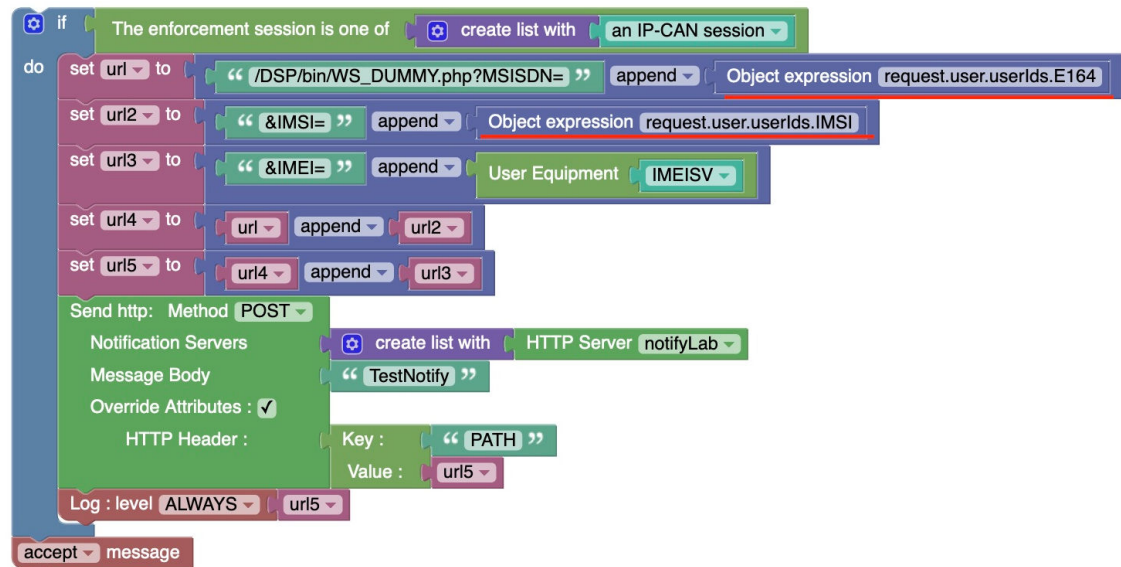 if The enforcement session is one of create list with an IP-CAN session
do set url to “ /DSP/bin/WS_DUMMY.php?MSISDN= ” append Object expression request.user.userIds.E164
set url2 to “ &IMSI= ” append Object expression request.user.userIds.IMSI
set url3 to “ &IMEI= ” append User Equipment IMEISV
set url4 to url append url2
set url5 to url4 append url3
Send http: Method POST
Notification Servers create list with HTTP Server notifyLab
Message Body “ TestNotify ”
Override Attributes : ✓
HTTP Header : Key : “ PATH ”
Value : url5
Log : level ALWAYS url5
accept message